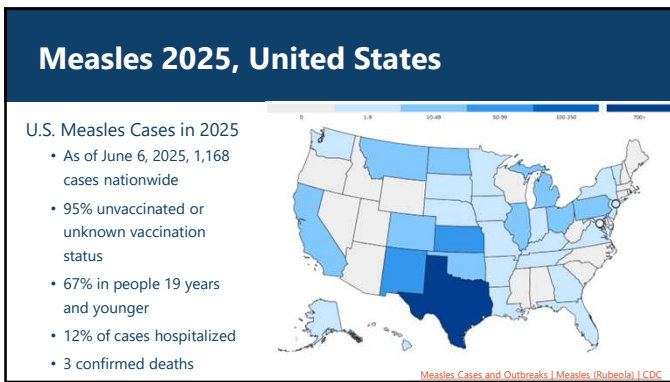 Measles 2025, United States
0 1-9 10-49 50-99 100-250 700+
U.S. Measles Cases in 2025
• As of June 6, 2025, 1,168
cases nationwide
• 95% unvaccinated or
unknown vaccination
status
• 67% in people 19 years
and younger
• 12% of cases hospitalized
• 3 confirmed deaths
Measles Cases and Outbreaks | Measles (Rubeola) | CDC